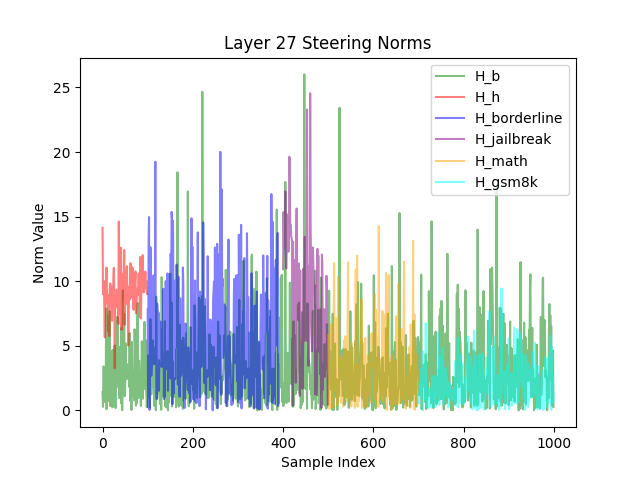 Layer 27 Steering Norms
H_b
H_h
H_borderline
H_jailbreak
H_math
H_gsm8k
Norm Value
25
20
15
10
5
0
0
200
400
600
800
1000
Sample Index